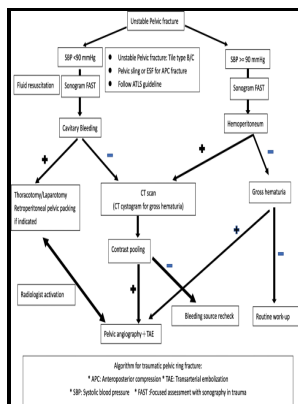 Unstable Pelvic fracture
SBP <90 mmHg
● Unstable Pelvic fracture: Tile type B/C
● Pelvic sling or ESF for APC fracture
● Follow ATLS guideline
SBP >= 90 mmHg
Fluid resuscitation
Sonogram FAST
Sonogram FAST
Cavitary Bleeding
Hemoperitoneum
+
−
+
−
Thoracotomy/Laparotomy
Retroperitoneal pelvic packing
if indicated
CT scan
(CT cystogram for gross hematuria)
Gross hematuria
Contrast pooling
+
−
+
−
Radiologist activation
Bleeding source recheck
Routine work-up
Pelvic angiography + TAE
Algorithm for traumatic pelvic ring fracture:
* APC: Anteroposterior compression * TAE: Transarterial embolization
* SBP: Systolic blood pressure * FAST :Focused assessment with sonography in trauma